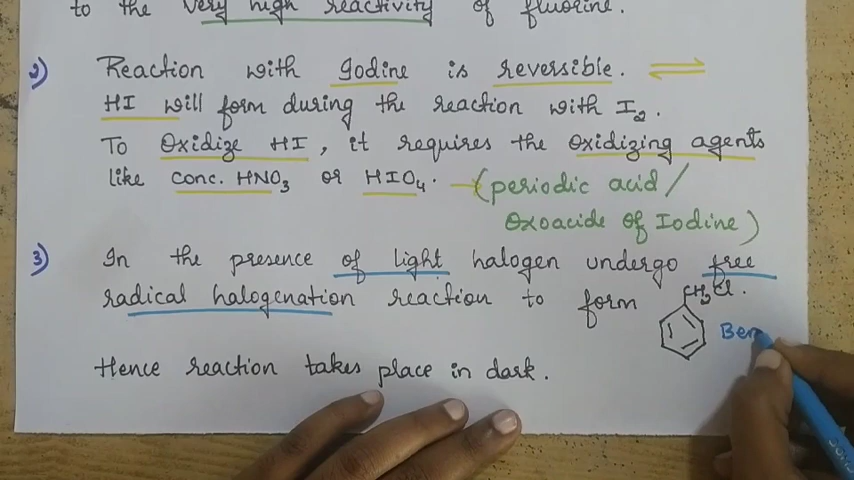 to the very high reactivity of fluorine.
2) Reaction with Iodine is reversible. ⇌
HI will form during the reaction with I₂.
To Oxidize HI, it requires the oxidizing agents
like conc. HNO₃ or HIO₄. → (periodic acid /
Oxoacide of Iodine)
3) In the presence of light halogen undergo free
radical halogenation reaction to form CH₂Cl.
Ben
Hence reaction takes place in dark.